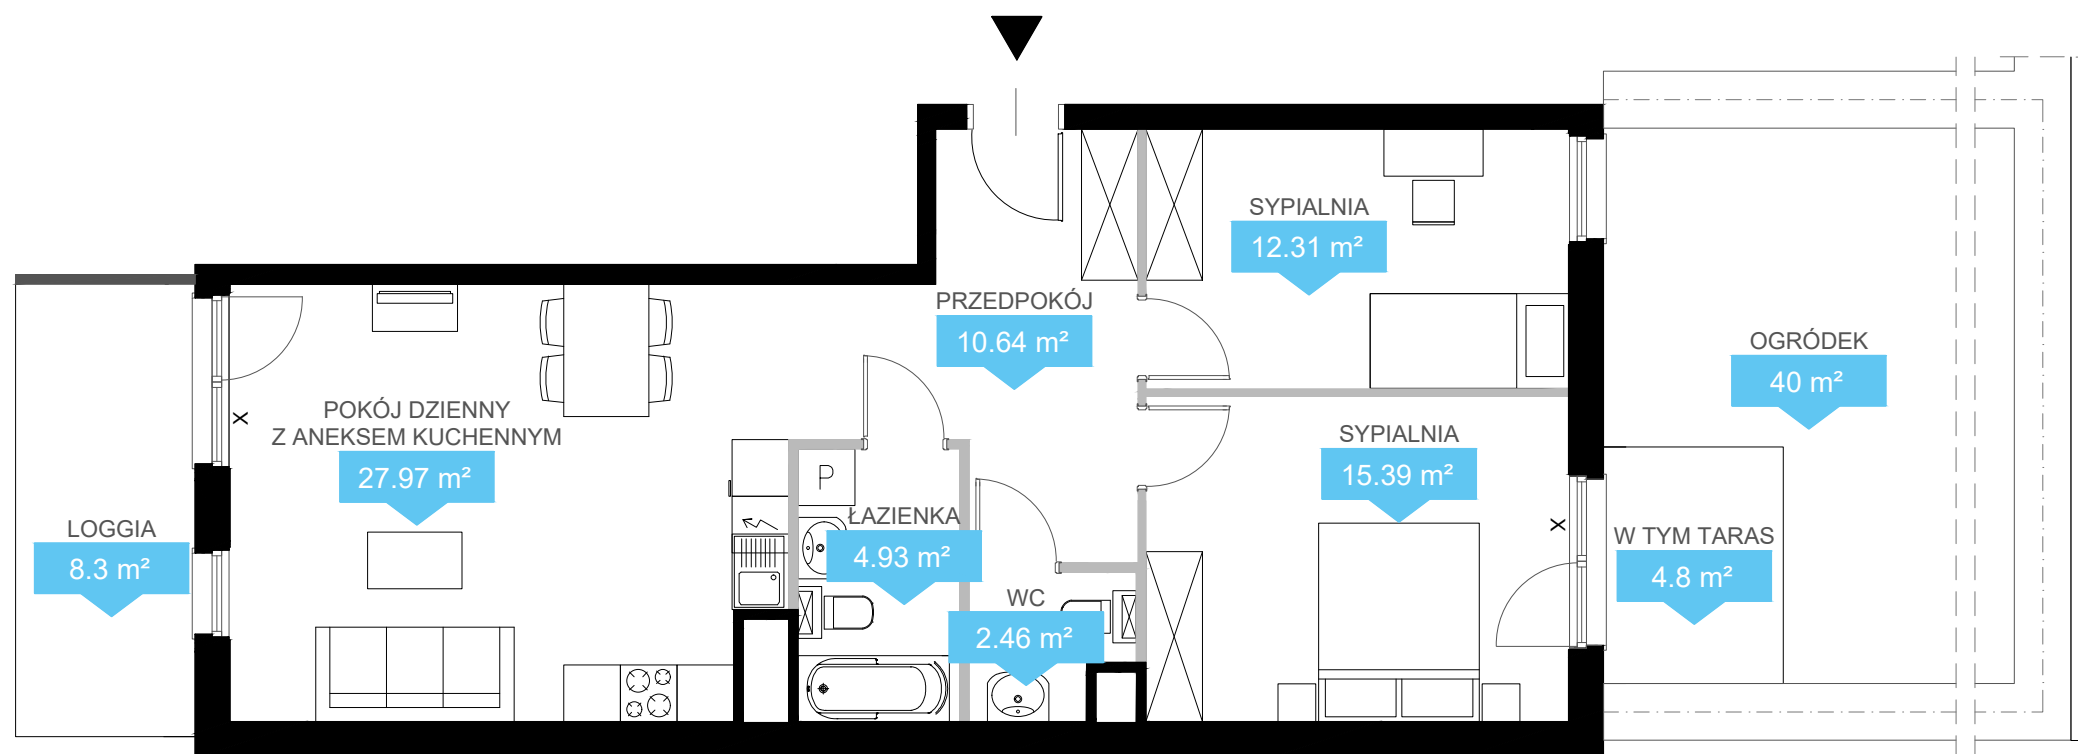 SYPIALNIA
12.31 m²
PRZEDPOKÓJ
10.64 m²
OGRÓDEK
40 m²
POKÓJ DZIENNY
Z ANEKSEM KUCHENNYM
27.97 m²
X
SYPIALNIA
15.39 m²
P
LOGGIA
8.3 m²
ŁAZIENKA
4.93 m²
X
W TYM TARAS
4.8 m²
WC
2.46 m²